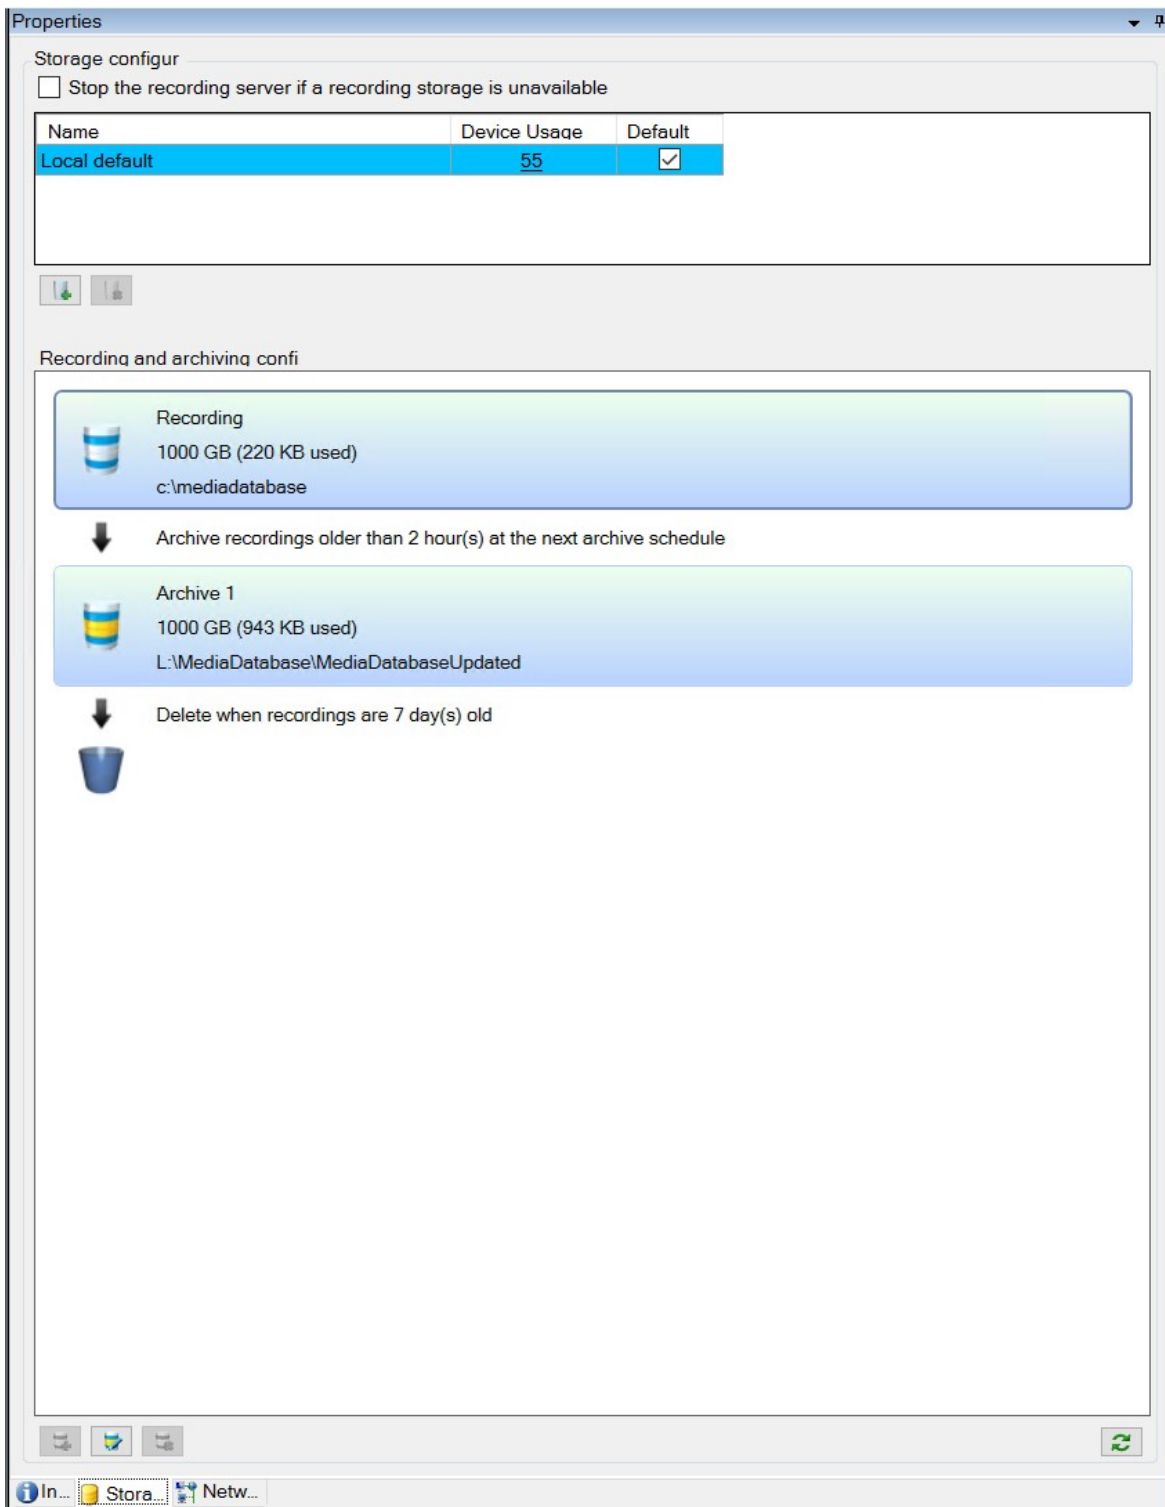 Properties
Storage configur
Stop the recording server if a recording storage is unavailable
Name Device Usage Default
Local default 55
Recording and archiving confi
Recording
1000 GB (220 KB used)
c:\mediadatabase
Archive recordings older than 2 hour(s) at the next archive schedule
Archive 1
1000 GB (943 KB used)
L:\MediaDatabase\MediaDatabaseUpdated
Delete when recordings are 7 day(s) old
In... Stora... Netw...